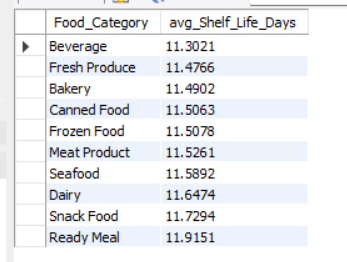 Food_Category avg_Shelf_Life_Days
Beverage 11.3021
Fresh Produce 11.4766
Bakery 11.4902
Canned Food 11.5063
Frozen Food 11.5078
Meat Product 11.5261
Seafood 11.5892
Dairy 11.6474
Snack Food 11.7294
Ready Meal 11.9151